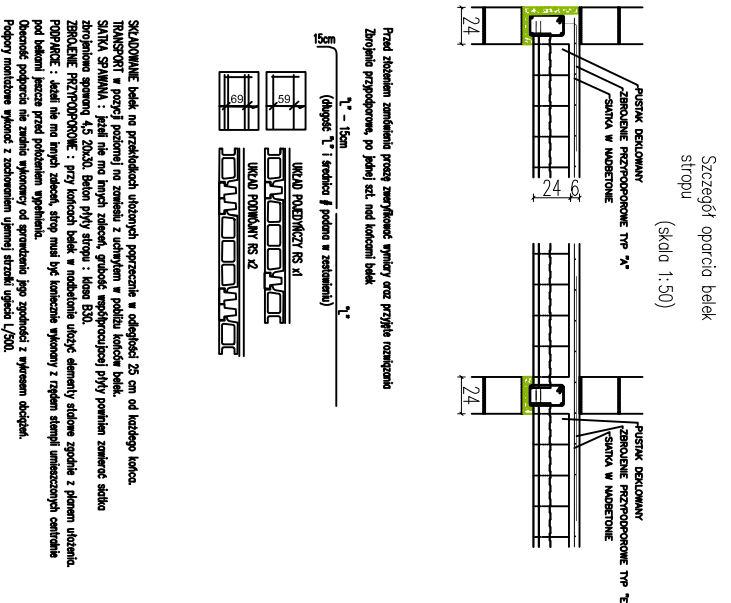 Szczegół oparcia belek
stropu
(skala 1:50)
PUSTAK DEKLOWANY
ZBROJENIE PRZYPODPOROWE TYP "A"
SIATKA W NADBETONIE
24 6
24
PUSTAK DEKLOWANY
ZBROJENIE PRZYPODPOROWE TYP "E
SIATKA W NADBETONIE
24
Przed złożeniem zamówienia proszę zweryfikować wymiary oraz przyjęte rozwiązania
Zbrojenia przypodporowe, po jednej szt. nad końcami belek
15cm
"L" - 15cm
"L"
(długość "L" i średnica # podana w zestawieniu)
59
UKŁAD POJEDYŃCZY RS x1
69
UKŁAD PODWÓJNY RS x2
SKŁADOWANIE belek na przekładkach ułożonych poprzecznie w odległości 25 cm od każdego końca.
TRANSPORT w pozycji poziomej na zawiesiu z uchwytem w pobliżu końców belek.
SIATKA SPAWANA : jeżeli nie ma innych zaleceń, grubość współpracującej płyty powinien zawierać siatka
zbrojeniowa spawaną 4,5 20x30. Beton płyty stropu : klasa B30.
ZBROJENIE PRZYPODPOROWE : przy końcach belek w nadbetonie ułożyć elementy stalowe zgodnie z planem ułożenia.
PODPARCIE : Jeżeli nie ma innych zaleceń, strop musi być koniecznie wykonany z rzędem stempli umieszczonych centralnie
pod belkami jeszcze przed położeniem wypełnienia.
Obecność podparcia nie zwalnia wykonawcy od sprawdzenia jego zgodności z wykresem obciążeń.
Podpory montażowe wykonać z zachowaniem ujemnej strzałki ugięcia L/500.